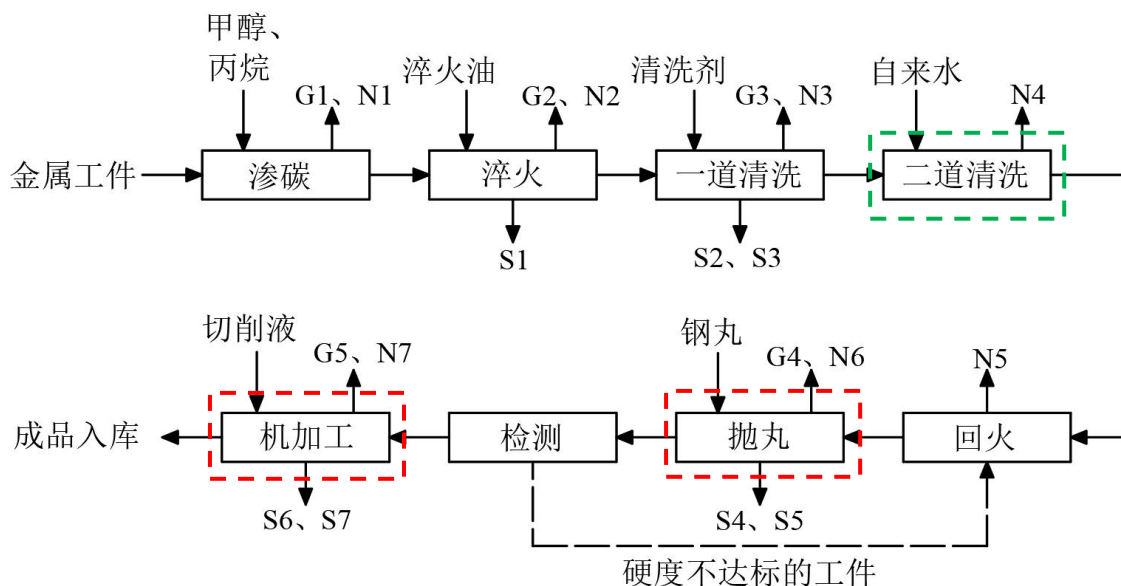 甲醇、
丙烷
G1、N1
淬火油
G2、N2
清洗剂
G3、N3
自来水
N4
金属工件
渗碳
淬火
一道清洗
二道清洗
S1
S2、S3
切削液
G5、N7
钢丸
G4、N6
N5
成品入库
机加工
检测
抛丸
回火
S6、S7
S4、S5
硬度不达标的工件